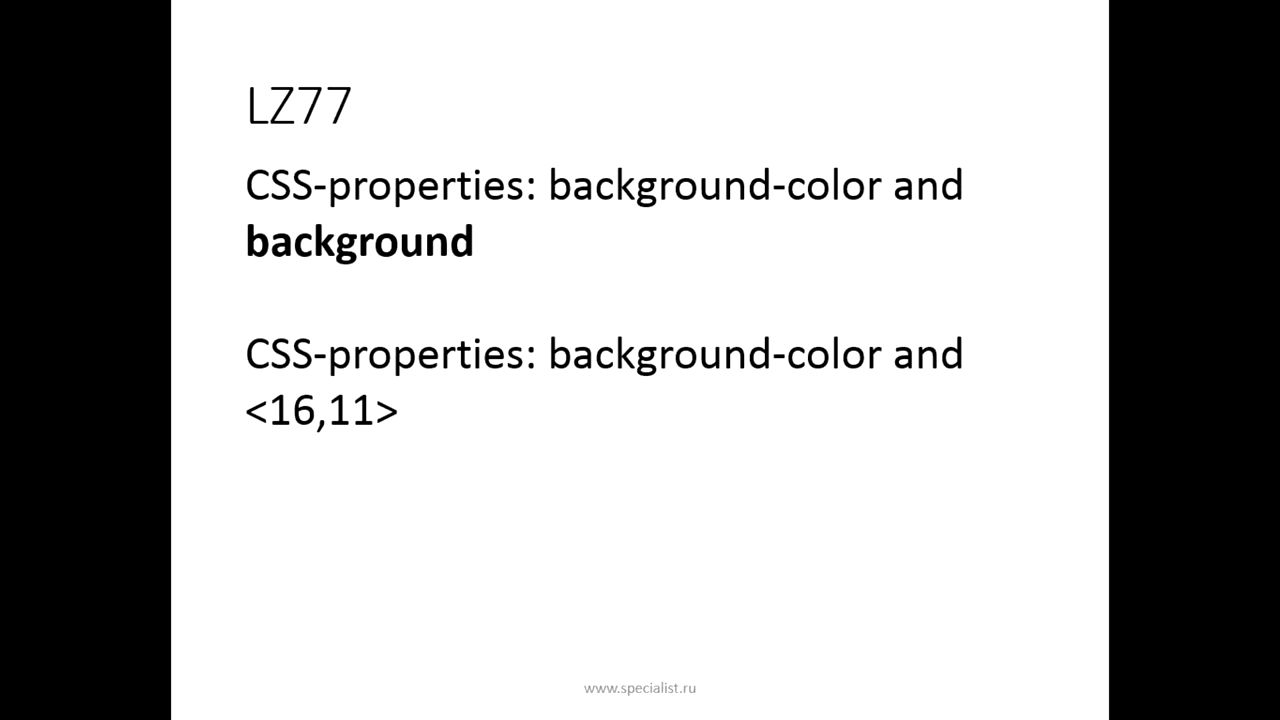 LZ77
CSS-properties: background-color and
background
CSS-properties: background-color and
<16,11>
www.specialist.ru